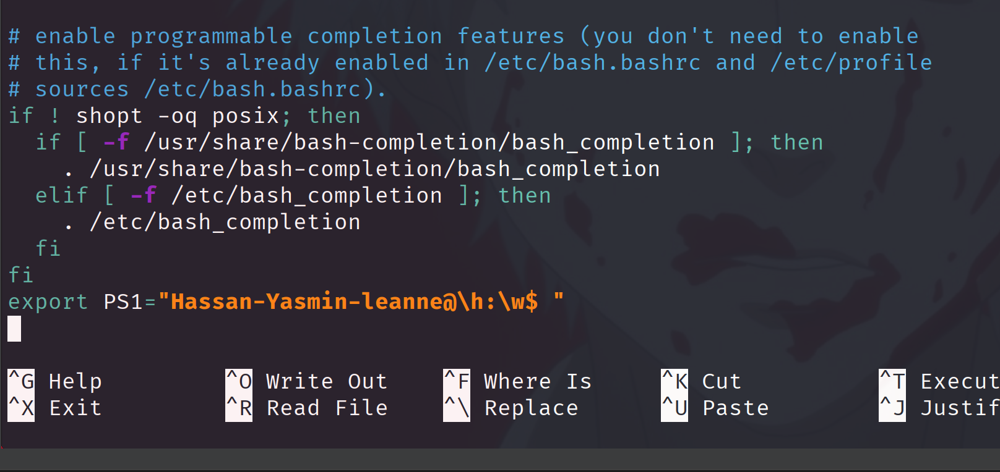 # enable programmable completion features (you don't need to enable
# this, if it's already enabled in /etc/bash.bashrc and /etc/profile
# sources /etc/bash.bashrc).
if ! shopt -oq posix; then
  if [ -f /usr/share/bash-completion/bash_completion ]; then
    . /usr/share/bash-completion/bash_completion
  elif [ -f /etc/bash_completion ]; then
    . /etc/bash_completion
  fi
fi
export PS1="Hassan-Yasmin-leanne@\h:\w$ "
^G Help ^O Write Out ^F Where Is ^K Cut ^T Execut
^X Exit ^R Read File ^\ Replace ^U Paste ^J Justif